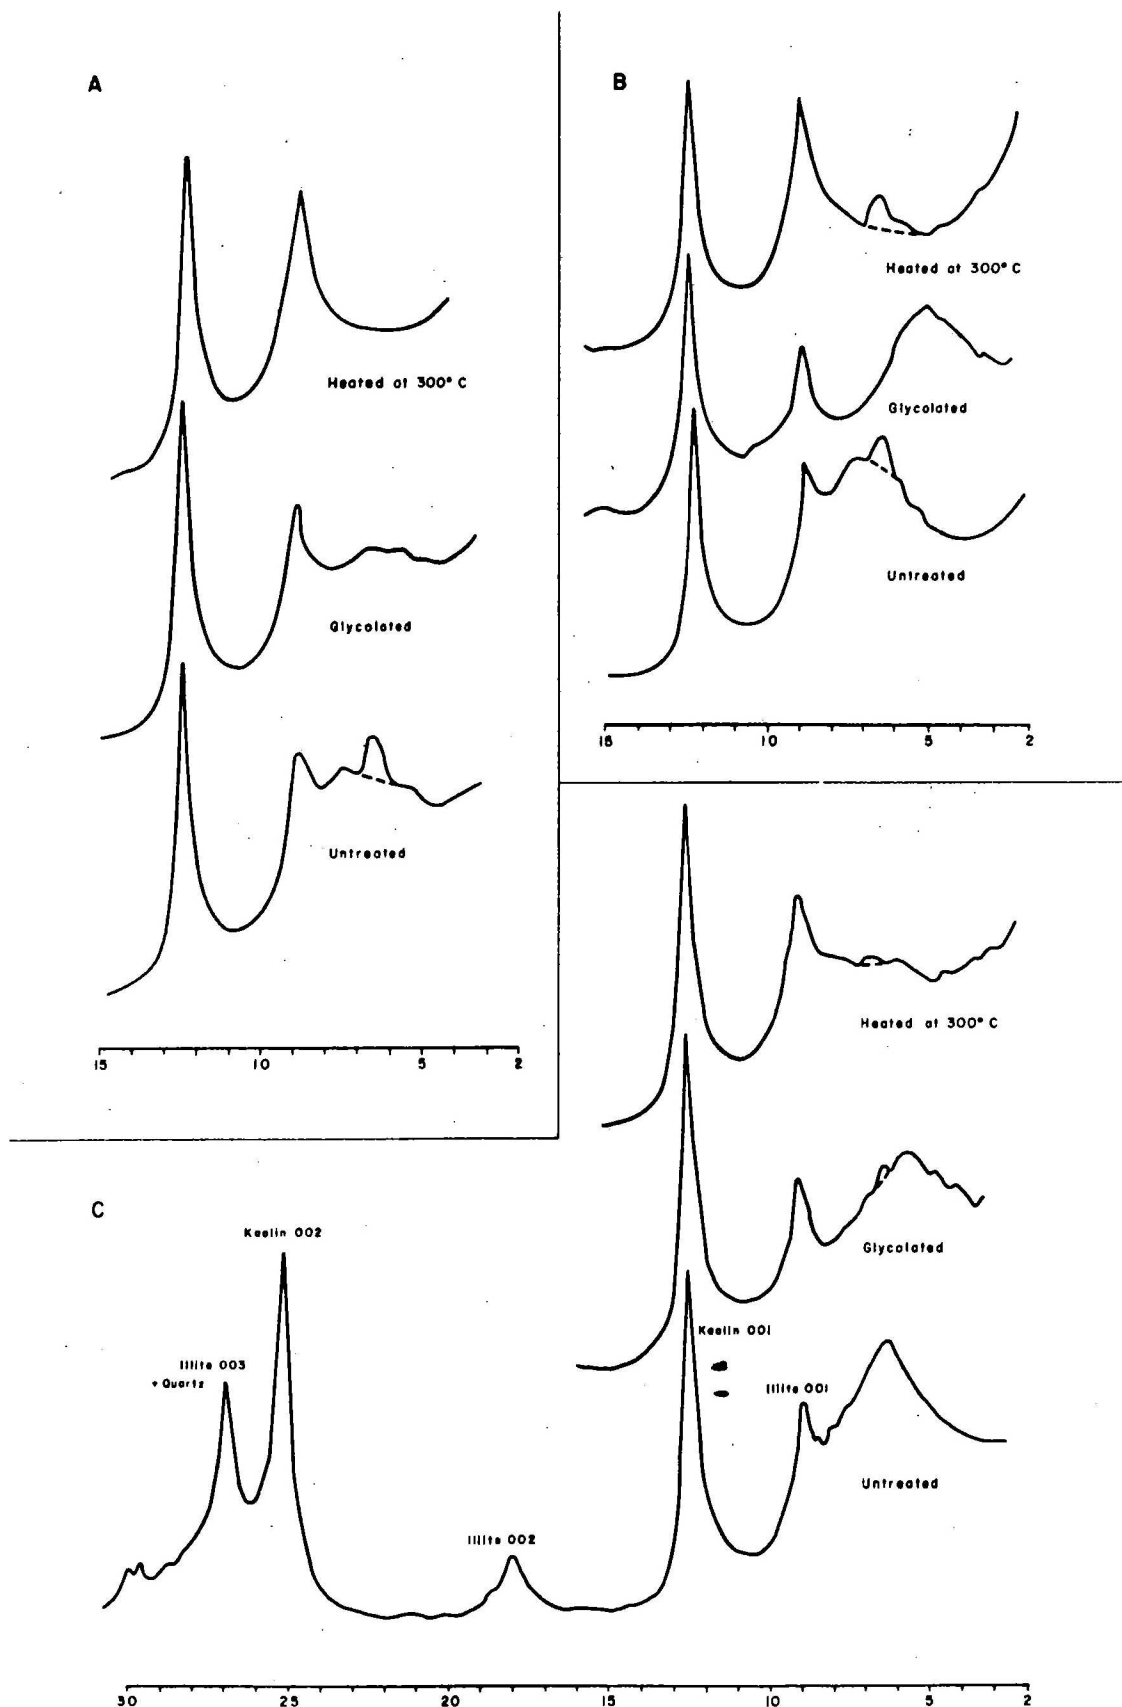 A
Heated at 300° C
Glycolated
Untreated
15 10 5 2
B
Heated at 300° C
Glycolated
Untreated
15 10 5 2
C
Heated at 300° C
Glycolated
Untreated
Kaolin 001
Illite 001
Kaolin 002
Illite 003
+ Quartz
Illite 002
30 25 20 15 10 5 2